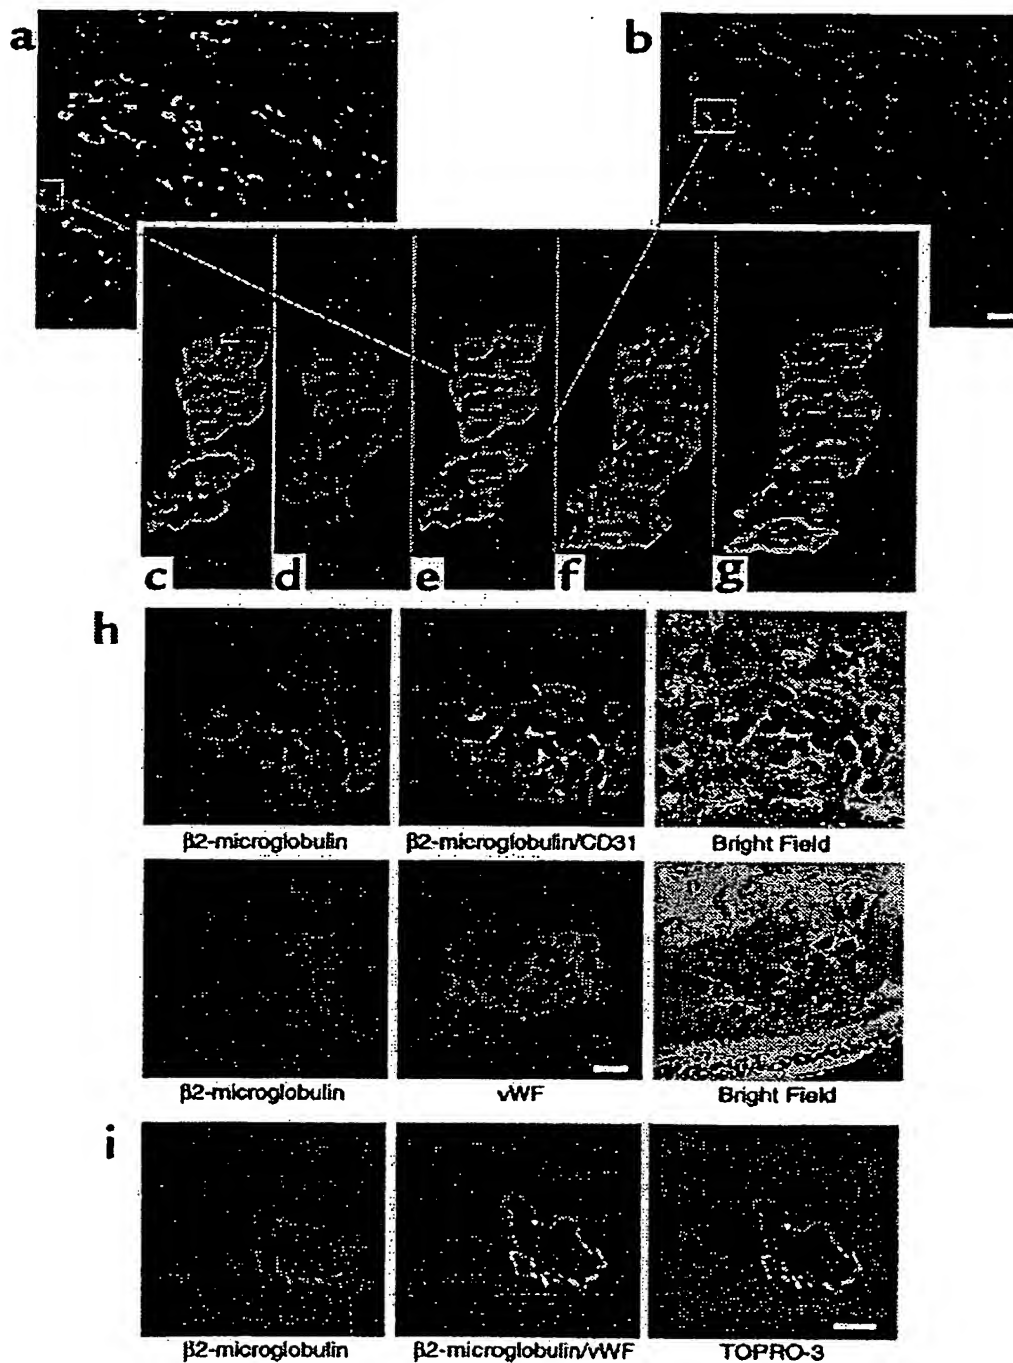 a
b
c d e f g
h
β2-microglobulin β2-microglobulin/CD31 Bright Field
β2-microglobulin vWF Bright Field
i
β2-microglobulin β2-microglobulin/vWF TOPRO-3